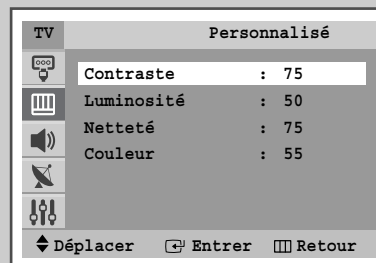 TV Personnalisé
Contraste : 75
Luminosité : 50
Netteté : 75
Couleur : 55
Déplacer Entrer Retour